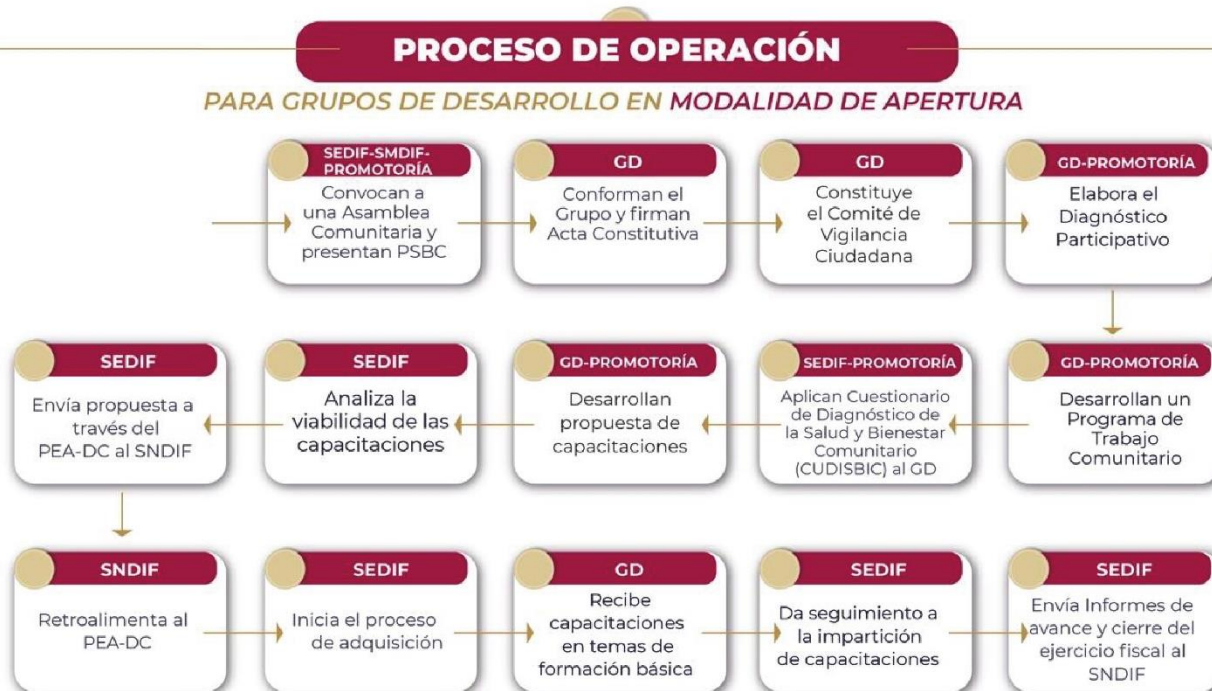 PROCESO DE OPERACIÓN
PARA GRUPOS DE DESARROLLO EN MODALIDAD DE APERTURA
SEDIF-SMDIF-
PROMOTORÍA
Convocan a
una Asamblea
Comunitaria y
presentan PSBC
GD
Conforman el
Grupo y firman
Acta Constitutiva
GD
Constituye
el Comité de
Vigilancia
Ciudadana
GD-PROMOTORÍA
Elabora el
Diagnóstico
Participativo
GD-PROMOTORÍA
Desarrollan un
Programa de
Trabajo
Comunitario
SEDIF-PROMOTORÍA
Aplican Cuestionario
de Diagnóstico de
la Salud y Bienestar
Comunitario
(CUDISBIC) al GD
GD-PROMOTORÍA
Desarrollan
propuesta de
capacitaciones
SEDIF
Analiza la
viabilidad de las
capacitaciones
SEDIF
Envía propuesta a
través del
PEA-DC al SNDIF
SNDIF
Retroalimenta al
PEA-DC
SEDIF
Inicia el proceso
de adquisición
GD
Recibe
capacitaciones
en temas de
formación básica
SEDIF
Da seguimiento a
la impartición
de capacitaciones
SEDIF
Envía Informes de
avance y cierre del
ejercicio fiscal al
SNDIF